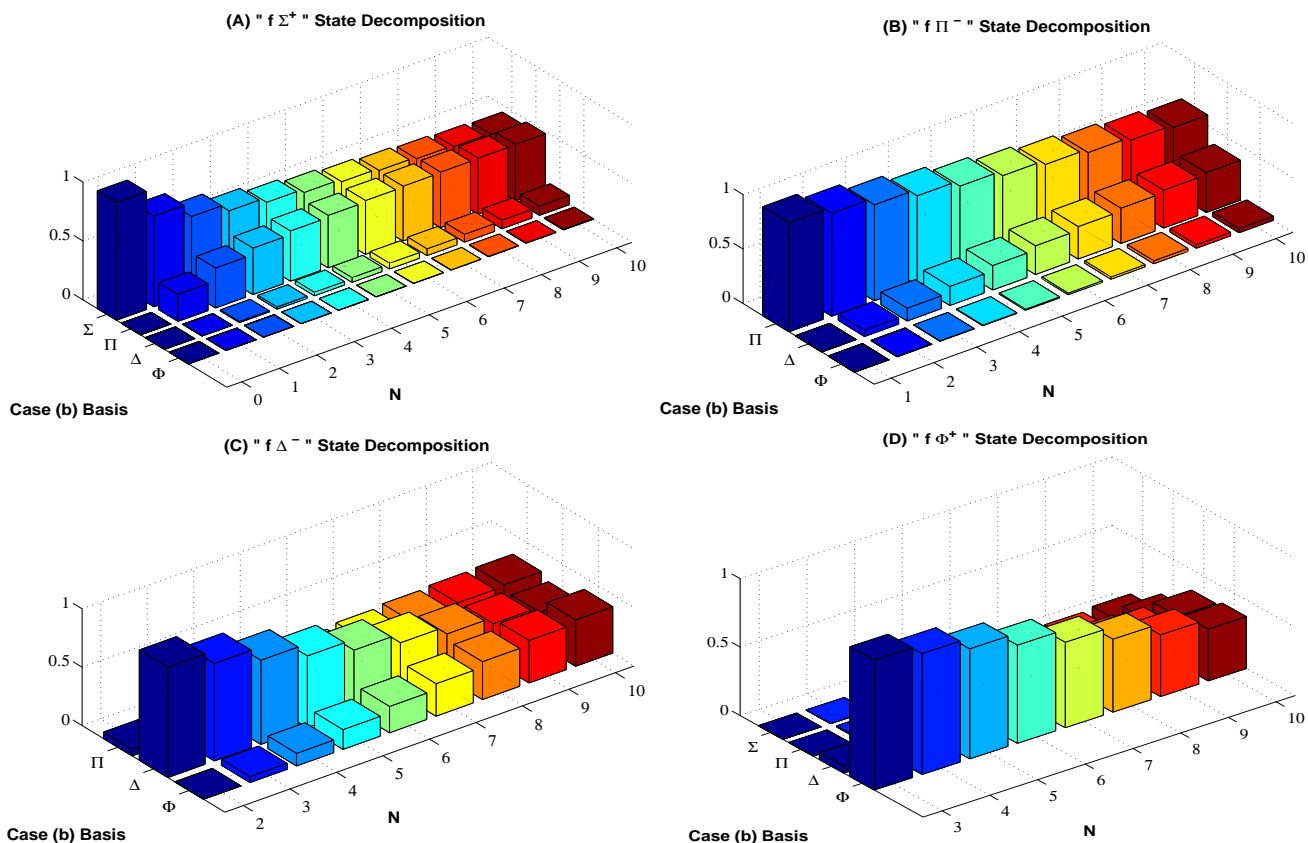 (A) " f Σ⁺ " State Decomposition
1
0.5
0
Σ
Π
Δ
Φ
0
1
2
3
4
5
6
7
8
9
10
N
Case (b) Basis
(B) " f Π ⁻ " State Decomposition
1
0.5
0
Π
Δ
Φ
1
2
3
4
5
6
7
8
9
10
N
Case (b) Basis
(C) " f Δ ⁻ " State Decomposition
1
0.5
0
Π
Δ
Φ
2
3
4
5
6
7
8
9
10
N
Case (b) Basis
(D) " f Φ⁺ " State Decomposition
1
0.5
0
Σ
Π
Δ
Φ
3
4
5
6
7
8
9
10
N
Case (b) Basis